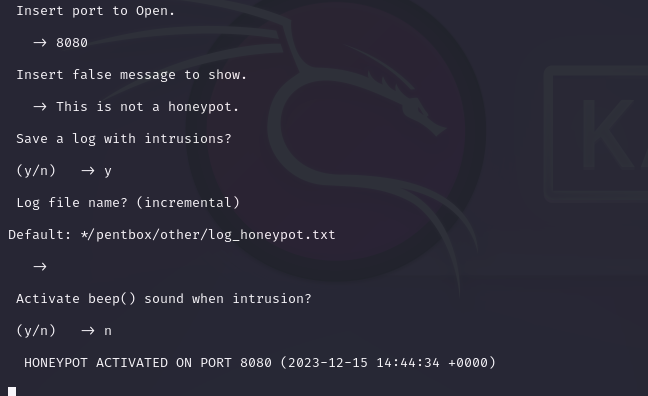 Insert port to Open.
-> 8080
Insert false message to show.
-> This is not a honeypot.
Save a log with intrusions?
(y/n) -> y
Log file name? (incremental)
Default: */pentbox/other/log_honeypot.txt
->
Activate beep() sound when intrusion?
(y/n) -> n
HONEYPOT ACTIVATED ON PORT 8080 (2023-12-15 14:44:34 +0000)